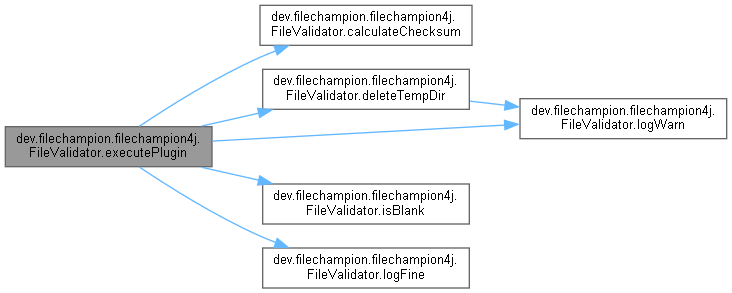 dev.filechampion.filechampion4j.
FileValidator.executePlugin
dev.filechampion.filechampion4j.
FileValidator.calculateChecksum
dev.filechampion.filechampion4j.
FileValidator.deleteTempDir
dev.filechampion.filechampion4j.
FileValidator.logWarn
dev.filechampion.filechampion4j.
FileValidator.isBlank
dev.filechampion.filechampion4j.
FileValidator.logFine